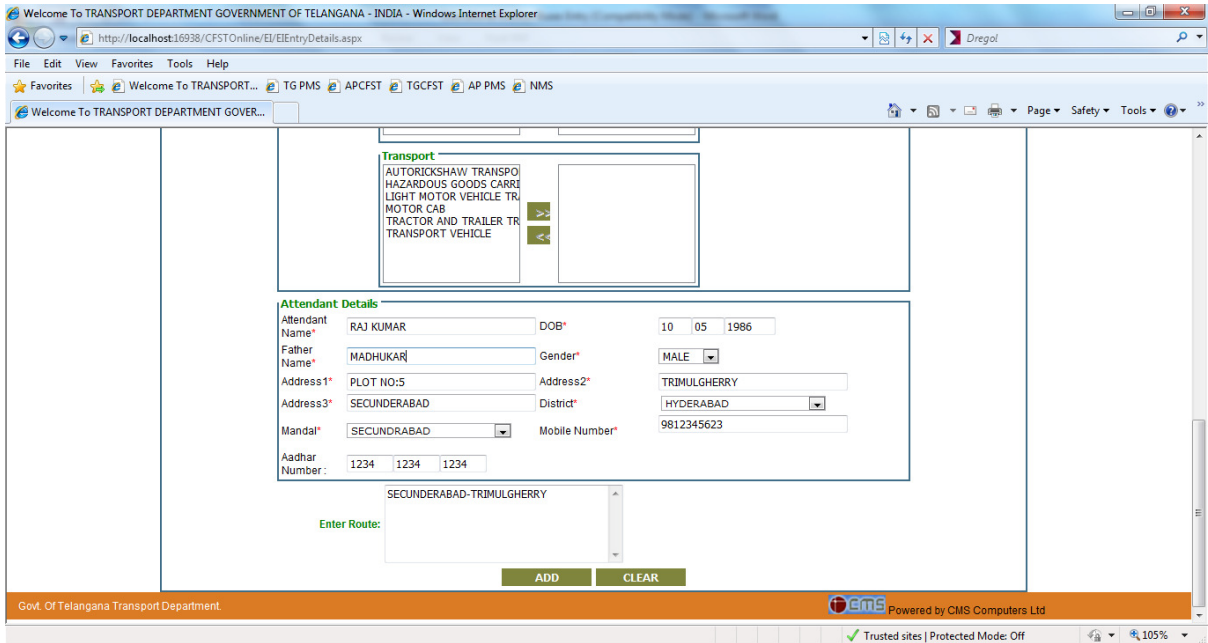 Welcome To TRANSPORT DEPARTMENT GOVERNMENT OF TELANGANA - INDIA - Windows Internet Explorer
http://localhost:16938/CFSTOnline/EI/EIEntryDetails.aspx
Dregol
File Edit View Favorites Tools Help
Favorites Welcome To TRANSPORT... TG PMS APCFST TGCFST AP PMS NMS
Welcome To TRANSPORT DEPARTMENT GOVER... Page Safety Tools
Transport
AUTORICKSHAW TRANSPO
HAZARDOUS GOODS CARRI
LIGHT MOTOR VEHICLE TRA
MOTOR CAB
TRACTOR AND TRAILER TR
TRANSPORT VEHICLE
>>
<<
Attendant Details
Attendant Name* RAJ KUMAR DOB* 10 05 1986
Father Name* MADHUKAR Gender* MALE
Address1* PLOT NO:5 Address2* TRIMULGHERRY
Address3* SECUNDERABAD District* HYDERABAD
Mandal* SECUNDRABAD Mobile Number* 9812345623
Aadhar Number : 1234 1234 1234
Enter Route: SECUNDERABAD-TRIMULGHERRY
ADD CLEAR
Govt. Of Telangana Transport Department. CMS Powered by CMS Computers Ltd
Trusted sites | Protected Mode: Off 105%